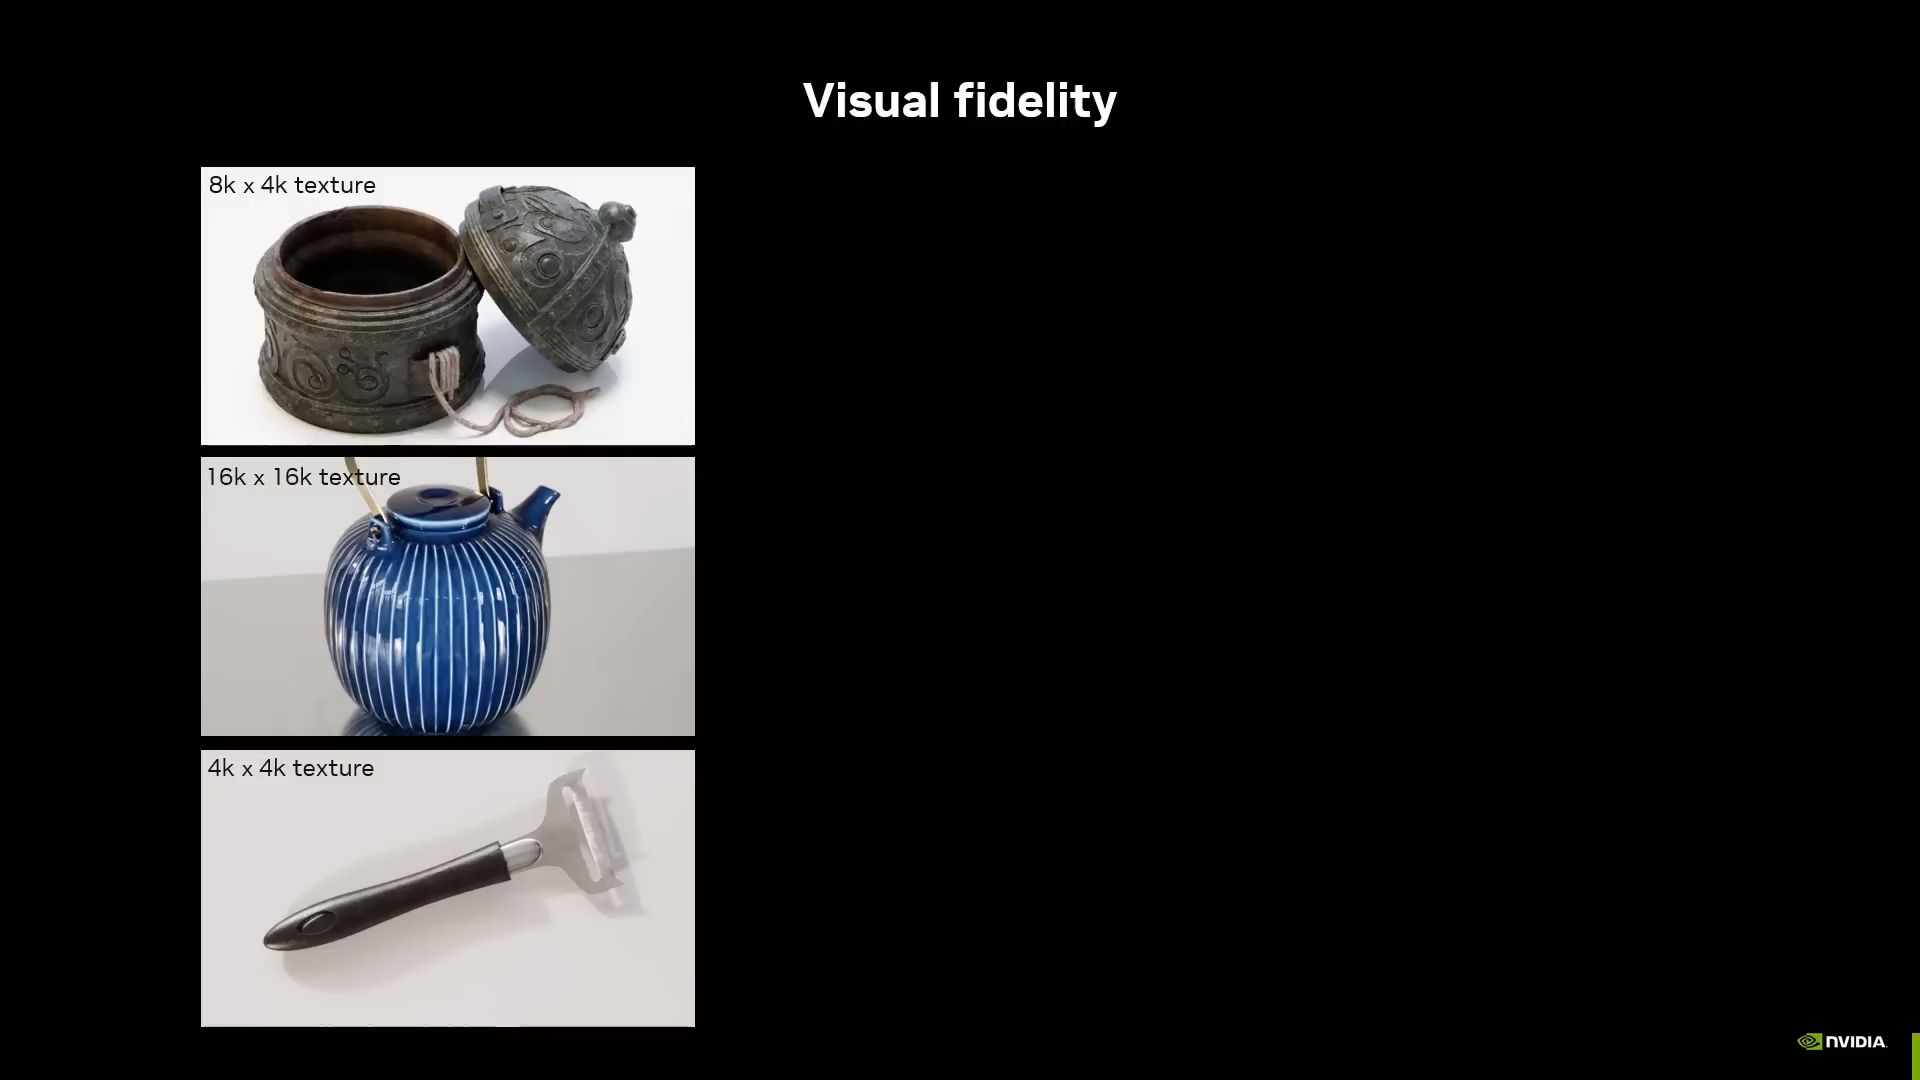 Visual fidelity
8k x 4k texture
16k x 16k texture
4k x 4k texture
NVIDIA.